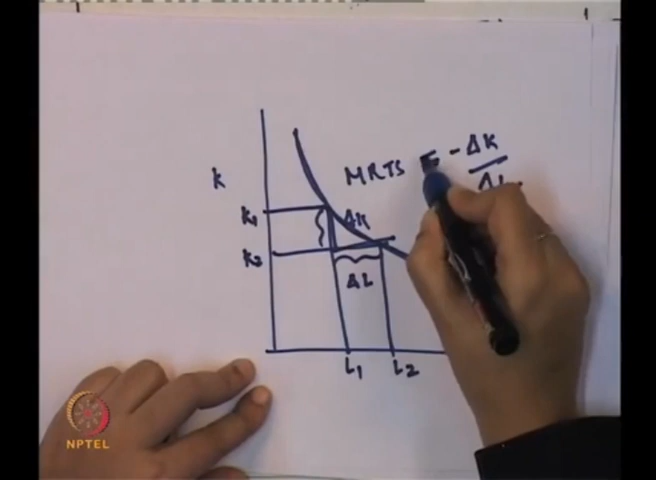 K
MRTS = - ΔK
ΔL
K1
ΔK
K2
ΔL
L1 L2
NPTEL